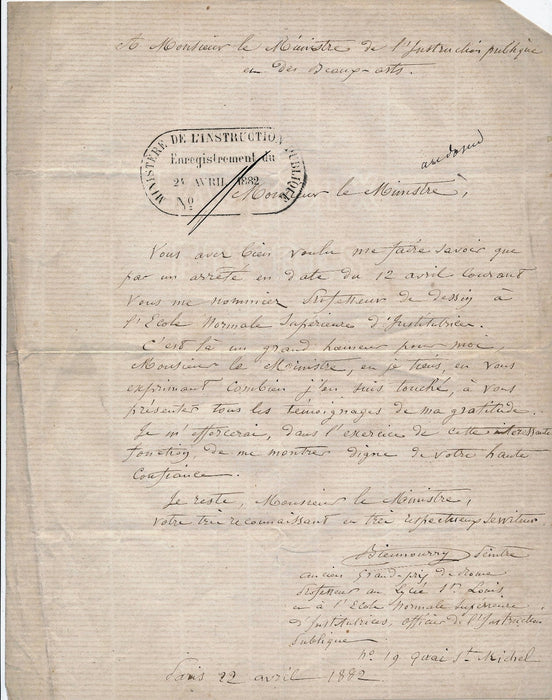 A Monsieur le Ministre de l'Instruction publique
et des Beaux-arts.
MINISTÈRE DE L'INSTRUCTION PUBLIQUE
Enregistrement du
24 AVRIL 1882
N°
Monsieur le Ministre,
Vous avez bien voulu me faire savoir que
par un arrêté en date du 12 avril courant
vous me nommiez Professeur de dessin à
l'Ecole Normale Supérieure d'Institutrices.
C'est là un grand honneur pour moi,
Monsieur le Ministre, et je tiens, en vous
exprimant combien j'en suis touché, à vous
présenter tous les témoignages de ma gratitude.
Je m'efforcerai, dans l'exercice de cette
fonction, de me montrer digne de votre haute
confiance.
Je reste, Monsieur le Ministre,
votre très reconnaissant et très respectueux serviteur
Biennourry Peintre
ancien Grand-prix de Rome
Professeur au Lycée St. Louis
et à l'Ecole Normale Supérieure
d'Institutrices, officier de l'Instruction
Publique
No. 19 Quai St. Michel
Paris 22 avril 1882